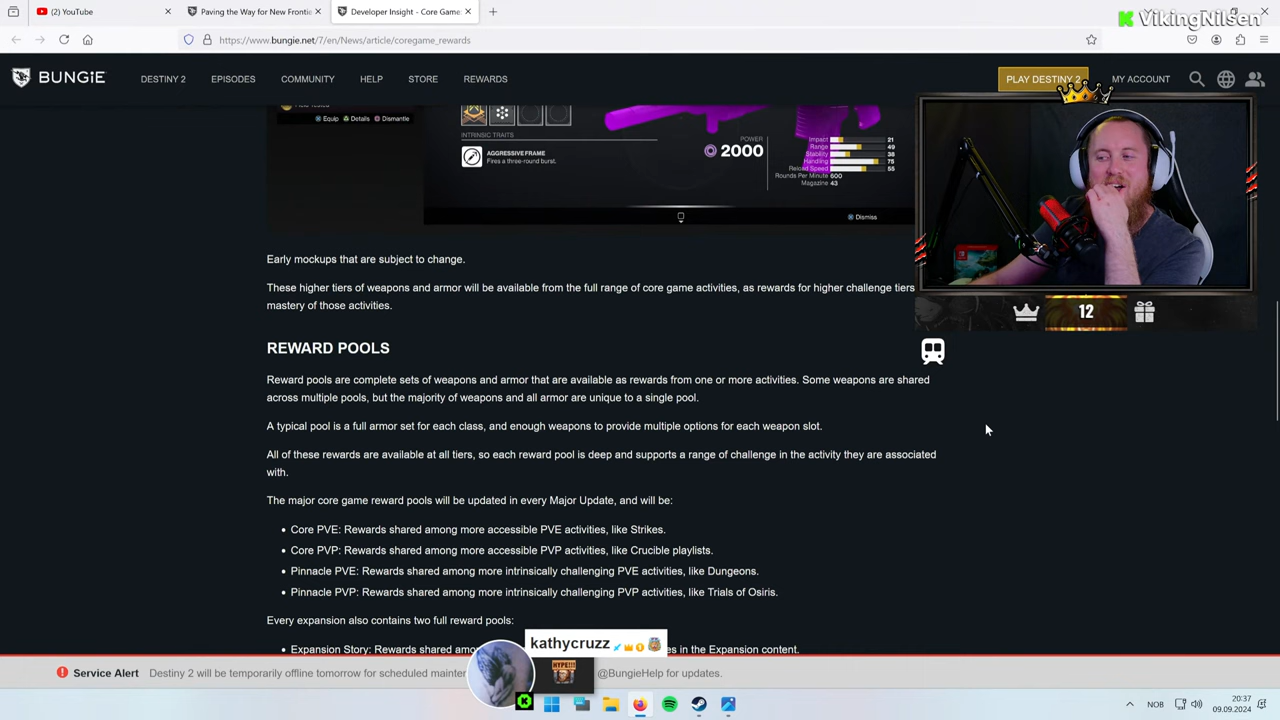 (2) YouTube
Paving the Way for New Frontie
Developer Insight - Core Game
VikingNilsen
https://www.bungie.net/7/en/News/article/coregame_rewards
BUNGiE
DESTINY 2 EPISODES COMMUNITY HELP STORE REWARDS
PLAY DESTINY 2
MY ACCOUNT
Equip Details Dismantle
INTRINSIC TRAITS
AGGRESSIVE FRAME
Fires a three-round burst.
POWER
2000
Impact 21
Range 49
Stability 38
Handling 75
Reload Speed 55
Rounds Per Minute 600
Magazine 43
Dismiss
Early mockups that are subject to change.
These higher tiers of weapons and armor will be available from the full range of core game activities, as rewards for higher challenge tiers
mastery of those activities.
12
REWARD POOLS
Reward pools are complete sets of weapons and armor that are available as rewards from one or more activities. Some weapons are shared
across multiple pools, but the majority of weapons and all armor are unique to a single pool.
A typical pool is a full armor set for each class, and enough weapons to provide multiple options for each weapon slot.
All of these rewards are available at all tiers, so each reward pool is deep and supports a range of challenge in the activity they are associated
with.
The major core game reward pools will be updated in every Major Update, and will be:
• Core PVE: Rewards shared among more accessible PVE activities, like Strikes.
• Core PVP: Rewards shared among more accessible PVP activities, like Crucible playlists.
• Pinnacle PVE: Rewards shared among more intrinsically challenging PVE activities, like Dungeons.
• Pinnacle PVP: Rewards shared among more intrinsically challenging PVP activities, like Trials of Osiris.
Every expansion also contains two full reward pools:
kathycruzz
• Expansion Story: Rewards shared amo es in the Expansion content.
Service Alert Destiny 2 will be temporarily offline tomorrow for scheduled mainter @BungieHelp for updates.
HYPE!!!
NOB
20:37
09.09.2024